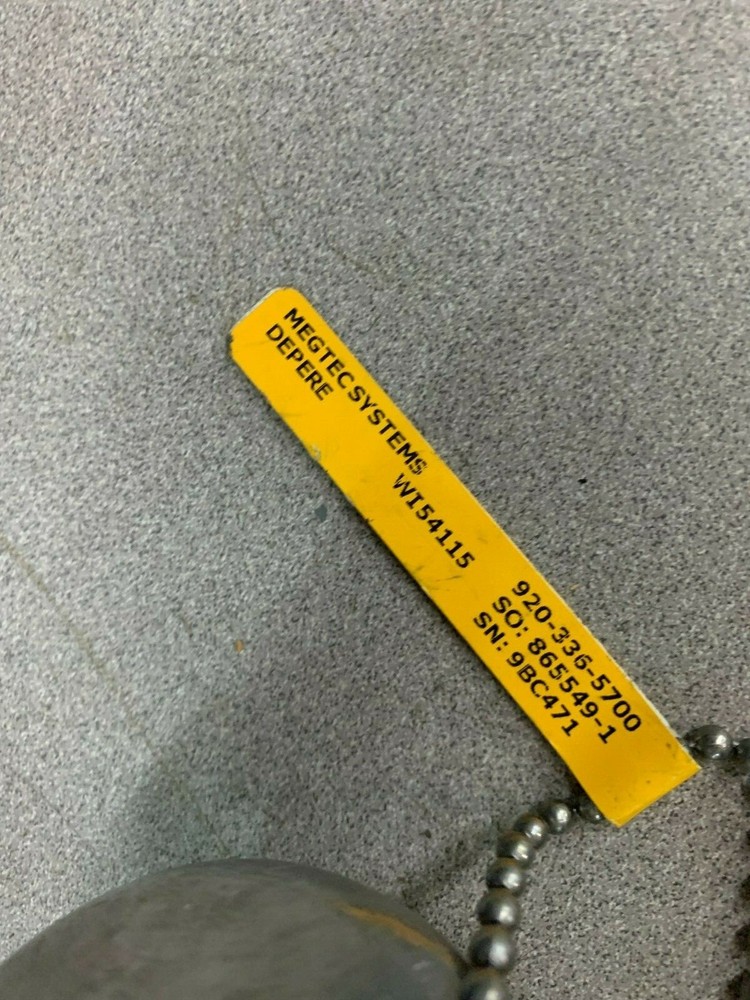 MEGTEC SYSTEMS
DEPERE WI54115
920-336-5700
SO: 865549-1
SN: 9BC471